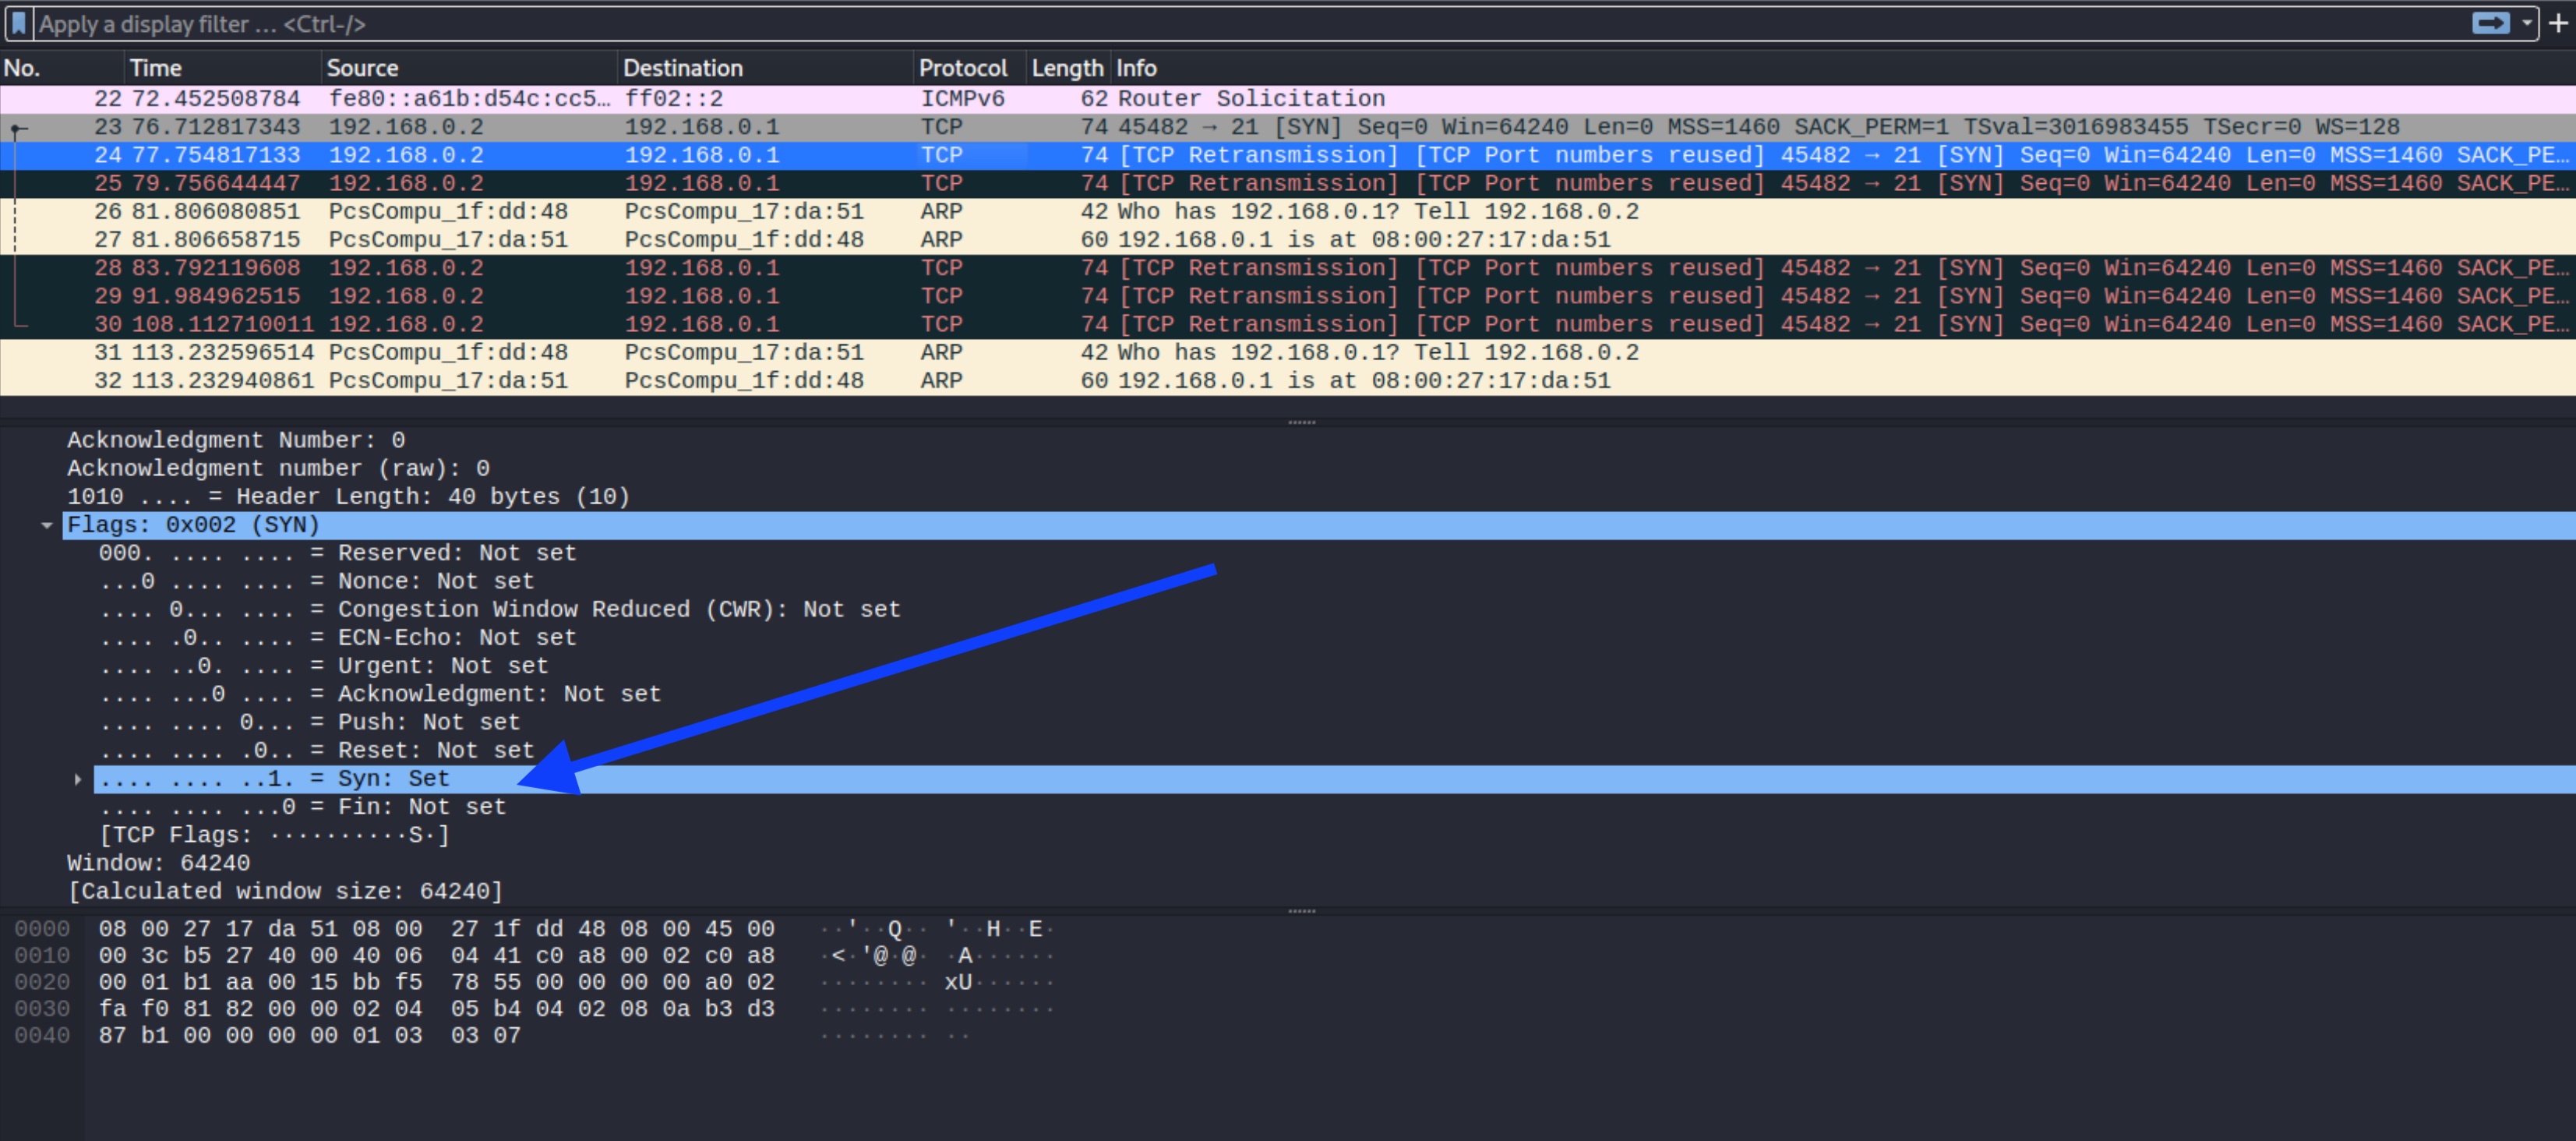 Apply a display filter ... <Ctrl-/>
No. Time Source Destination Protocol Length Info
22 72.452508784 fe80::a61b:d54c:cc5… ff02::2 ICMPv6 62 Router Solicitation
23 76.712817343 192.168.0.2 192.168.0.1 TCP 74 45482 → 21 [SYN] Seq=0 Win=64240 Len=0 MSS=1460 SACK_PERM=1 TSval=3016983455 TSecr=0 WS=128
24 77.754817133 192.168.0.2 192.168.0.1 TCP 74 [TCP Retransmission] [TCP Port numbers reused] 45482 → 21 [SYN] Seq=0 Win=64240 Len=0 MSS=1460 SACK_PE…
25 79.756644447 192.168.0.2 192.168.0.1 TCP 74 [TCP Retransmission] [TCP Port numbers reused] 45482 → 21 [SYN] Seq=0 Win=64240 Len=0 MSS=1460 SACK_PE…
26 81.806080851 PcsCompu_1f:dd:48 PcsCompu_17:da:51 ARP 42 Who has 192.168.0.1? Tell 192.168.0.2
27 81.806658715 PcsCompu_17:da:51 PcsCompu_1f:dd:48 ARP 60 192.168.0.1 is at 08:00:27:17:da:51
28 83.792119608 192.168.0.2 192.168.0.1 TCP 74 [TCP Retransmission] [TCP Port numbers reused] 45482 → 21 [SYN] Seq=0 Win=64240 Len=0 MSS=1460 SACK_PE…
29 91.984962515 192.168.0.2 192.168.0.1 TCP 74 [TCP Retransmission] [TCP Port numbers reused] 45482 → 21 [SYN] Seq=0 Win=64240 Len=0 MSS=1460 SACK_PE…
30 108.112710011 192.168.0.2 192.168.0.1 TCP 74 [TCP Retransmission] [TCP Port numbers reused] 45482 → 21 [SYN] Seq=0 Win=64240 Len=0 MSS=1460 SACK_PE…
31 113.232596514 PcsCompu_1f:dd:48 PcsCompu_17:da:51 ARP 42 Who has 192.168.0.1? Tell 192.168.0.2
32 113.232940861 PcsCompu_17:da:51 PcsCompu_1f:dd:48 ARP 60 192.168.0.1 is at 08:00:27:17:da:51
Acknowledgment Number: 0
Acknowledgment number (raw): 0
1010 .... = Header Length: 40 bytes (10)
Flags: 0x002 (SYN)
000. .... .... = Reserved: Not set
...0 .... .... = Nonce: Not set
.... 0... .... = Congestion Window Reduced (CWR): Not set
.... .0.. .... = ECN-Echo: Not set
.... ..0. .... = Urgent: Not set
.... ...0 .... = Acknowledgment: Not set
.... .... 0... = Push: Not set
.... .... .0.. = Reset: Not set
.... .... ..1. = Syn: Set
.... .... ...0 = Fin: Not set
[TCP Flags: ··········S·]
Window: 64240
[Calculated window size: 64240]
0000 08 00 27 17 da 51 08 00 27 1f dd 48 08 00 45 00 ··'··Q·· '··H··E·
0010 00 3c b5 27 40 00 40 06 04 41 c0 a8 00 02 c0 a8 ·<·'@·@· ·A······
0020 00 01 b1 aa 00 15 bb f5 78 55 00 00 00 00 a0 02 ········ xU······
0030 fa f0 81 82 00 00 02 04 05 b4 04 02 08 0a b3 d3 ········ ········
0040 87 b1 00 00 00 00 01 03 03 07 ········ ··